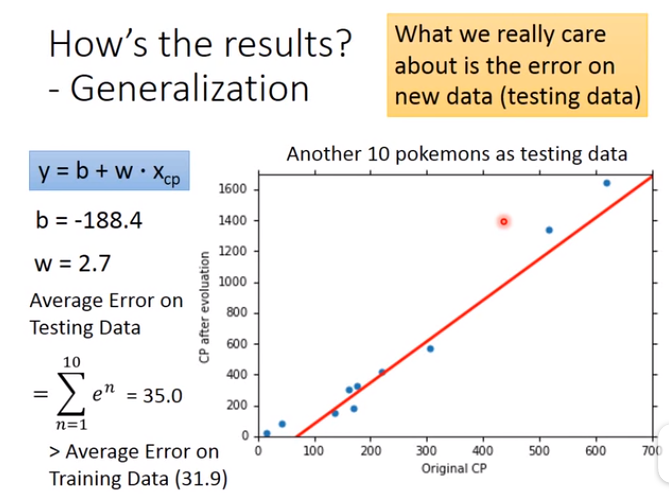 How's the results?
- Generalization
What we really care
about is the error on
new data (testing data)
y = b + w · xcp
b = -188.4
w = 2.7
Average Error on
Testing Data
10
= ∑ eⁿ = 35.0
n=1
> Average Error on
Training Data (31.9)
Another 10 pokemons as testing data
CP after evoluation
1600
1400
1200
1000
800
600
400
200
0
0 100 200 300 400 500 600 700
Original CP